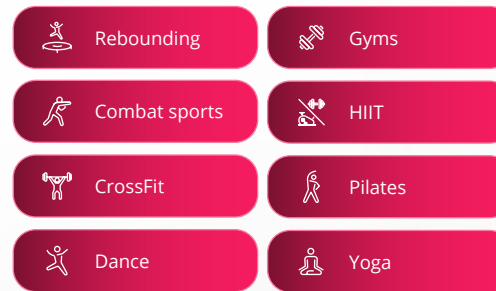 Rebounding
Gyms
Combat sports
HIIT
CrossFit
Pilates
Dance
Yoga